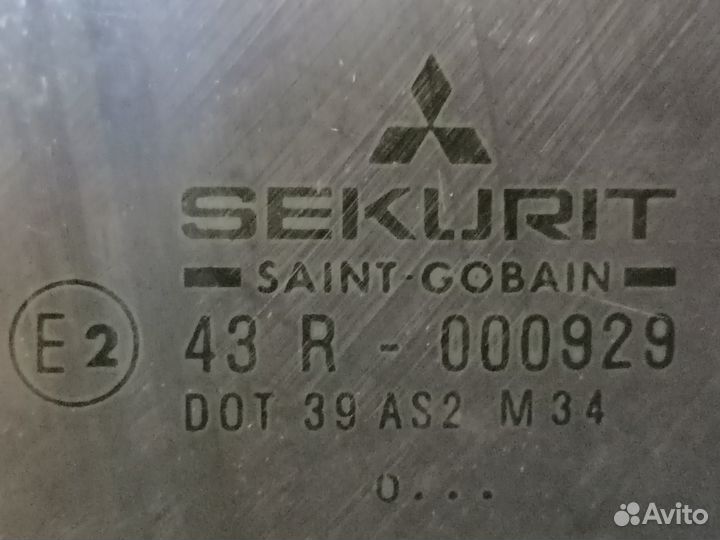 SEKURIT
SAINT-GOBAIN
E2 43 R - 000929
DOT 39 AS2 M34
0...
Avito